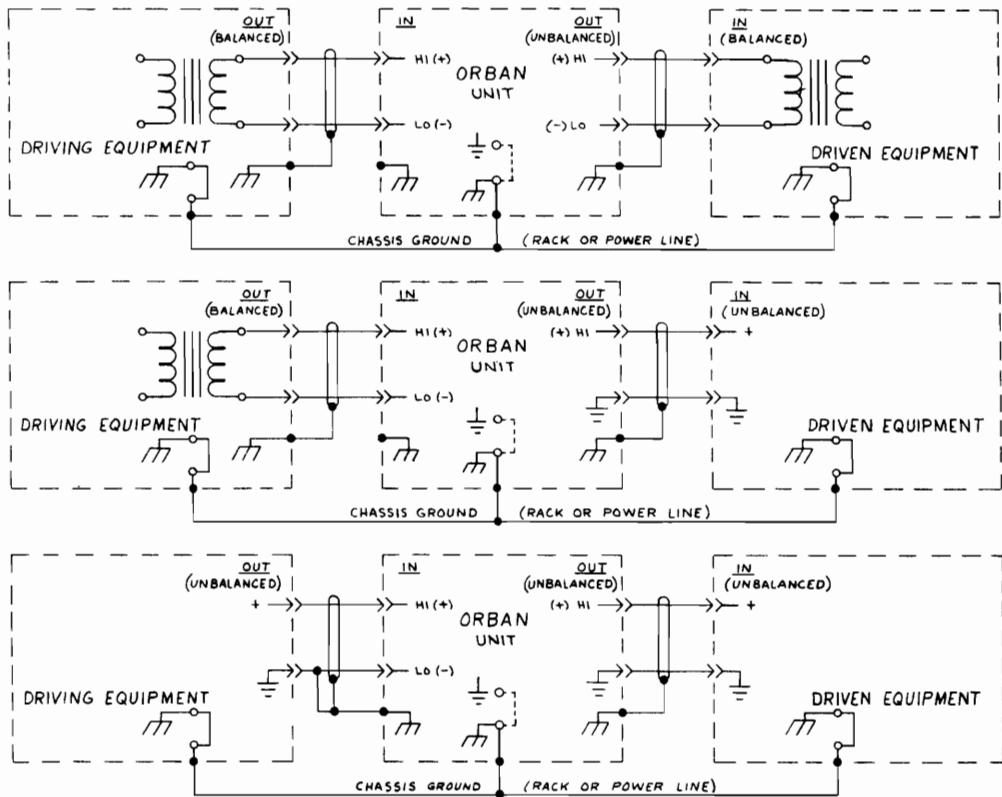 OUT
(BALANCED)
IN
OUT
(UNBALANCED)
IN
(BALANCED)
HI (+)
ORBAN
UNIT
(+) HI
LO (-)
(-) LO
DRIVING EQUIPMENT
DRIVEN EQUIPMENT
CHASSIS GROUND (RACK OR POWER LINE)
OUT
(BALANCED)
IN
OUT
(UNBALANCED)
IN
(UNBALANCED)
HI (+)
ORBAN
UNIT
(+) HI
+
LO (-)
DRIVING EQUIPMENT
DRIVEN EQUIPMENT
CHASSIS GROUND (RACK OR POWER LINE)
OUT
(UNBALANCED)
IN
OUT
(UNBALANCED)
IN
(UNBALANCED)
+
HI (+)
ORBAN
UNIT
(+) HI
+
LO (-)
DRIVING EQUIPMENT
DRIVEN EQUIPMENT
CHASSIS GROUND (RACK OR POWER LINE)